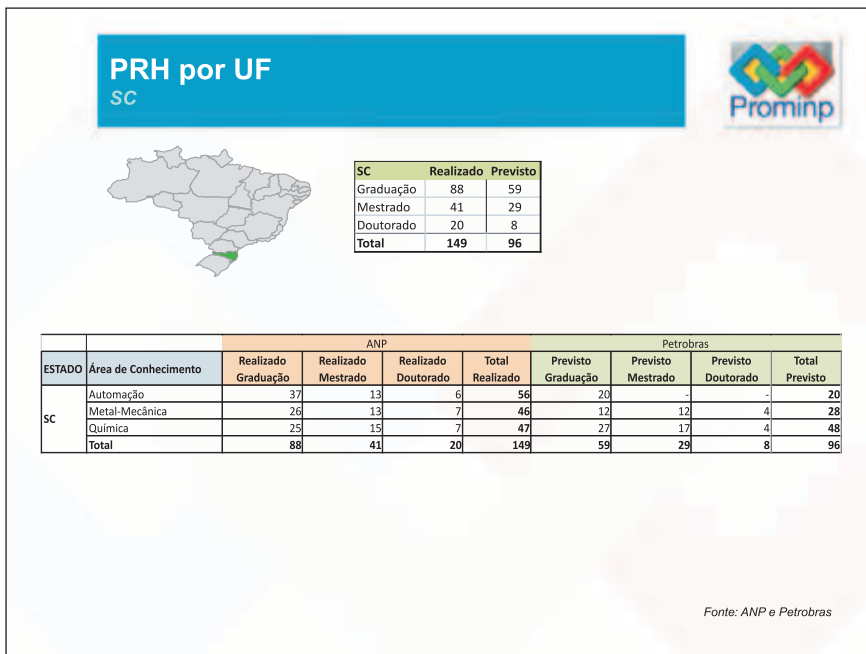 PRH por UF
SC
Prominp
SC Realizado Previsto
Graduação 88 59
Mestrado 41 29
Doutorado 20 8
Total 149 96
ANP Petrobras
ESTADO Área de Conhecimento Realizado Graduação Realizado Mestrado Realizado Doutorado Total Realizado Previsto Graduação Previsto Mestrado Previsto Doutorado Total Previsto
SC
Automação 37 13 6 56 20 - - 20
Metal-Mecânica 26 13 7 46 12 12 4 28
Química 25 15 7 47 27 17 4 48
Total 88 41 20 149 59 29 8 96
Fonte: ANP e Petrobras